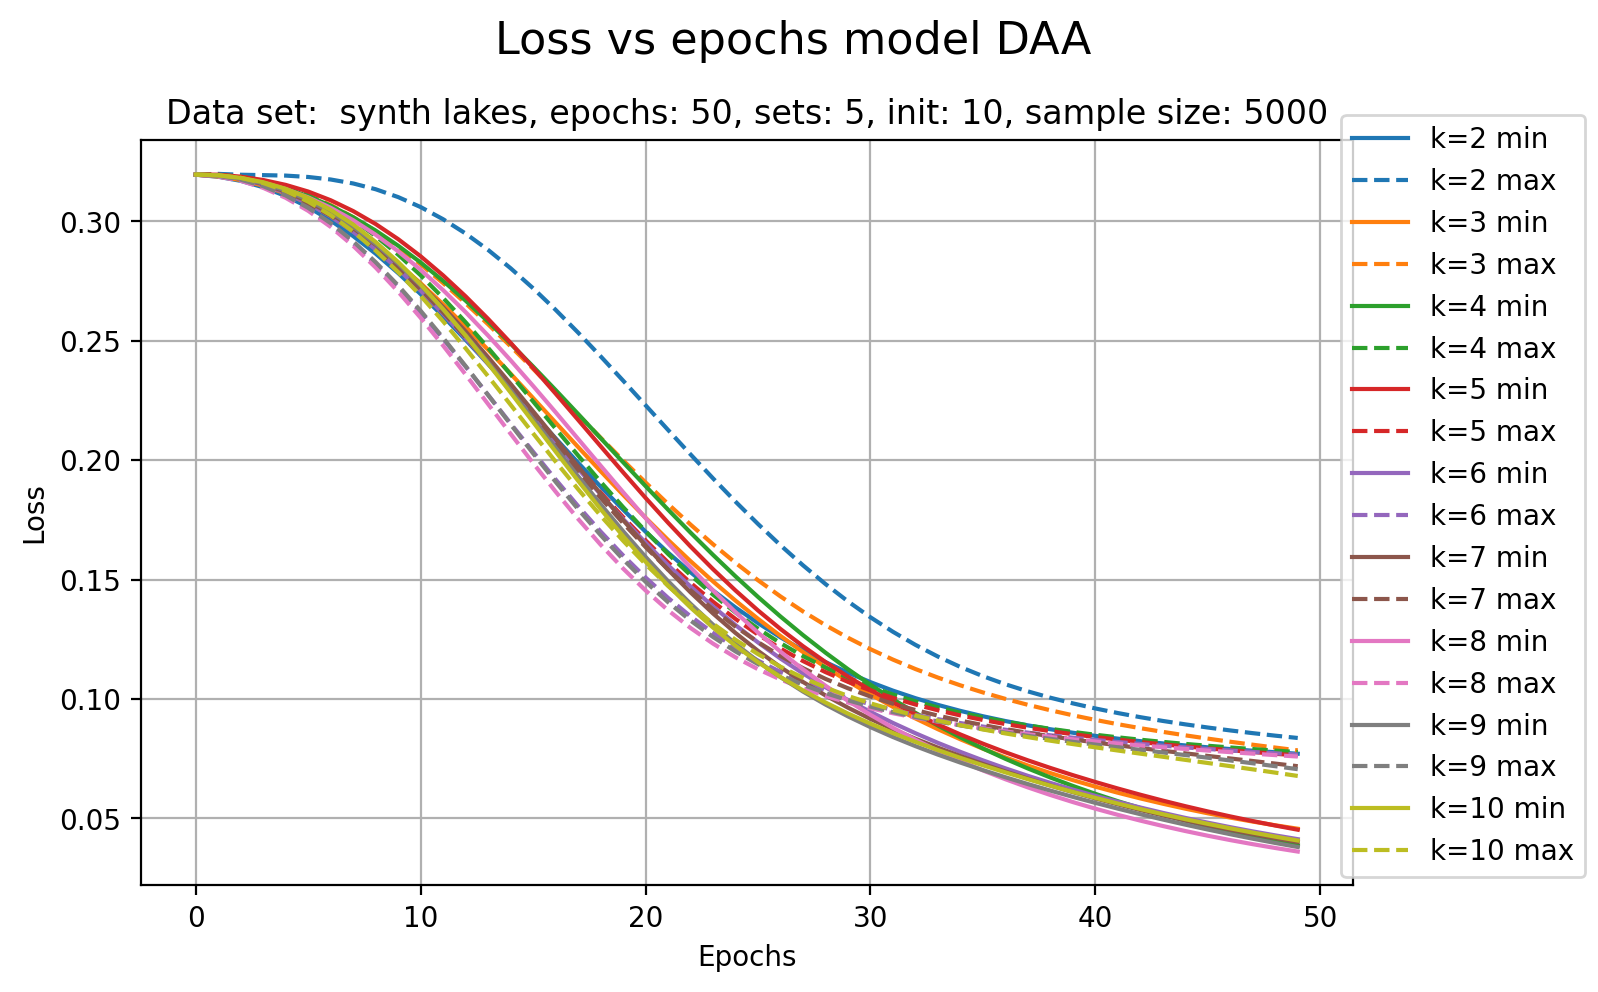 Loss vs epochs model DAA
Data set:  synth lakes, epochs: 50, sets: 5, init: 10, sample size: 5000
k=2 min
k=2 max
k=3 min
k=3 max
k=4 min
k=4 max
k=5 min
k=5 max
k=6 min
k=6 max
k=7 min
k=7 max
k=8 min
k=8 max
k=9 min
k=9 max
k=10 min
k=10 max
Loss
0.30
0.25
0.20
0.15
0.10
0.05
0 10 20 30 40 50
Epochs